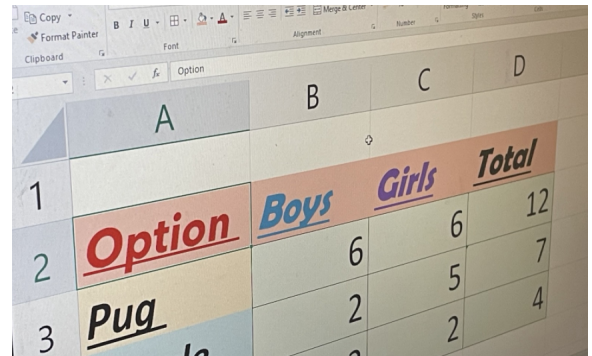 Copy
Format Painter
Clipboard
B I U
Font
A
Merge & Center
Alignment
Number
Styles
fx Option
A B C D
1
2 Option Boys Girls Total
3 Pug 6 6 12
2 5 7
2 4